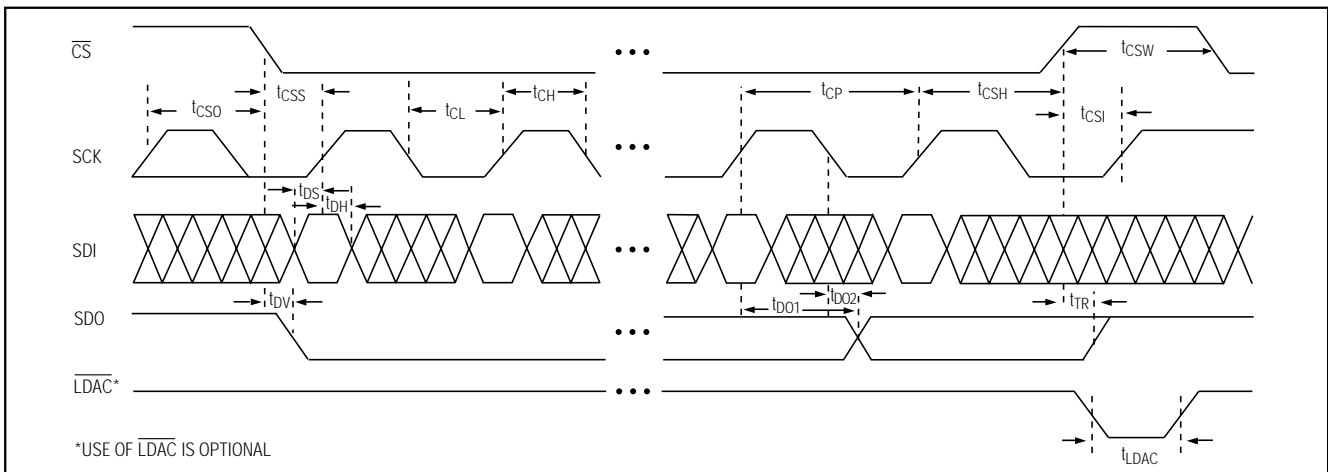 CS
tCSW
tCSO
tCSS
tCL
tCH
tCP
tCSH
tCSI
SCK
tDS
tDH
SDI
tDV
tDO1
tDO2
tTR
SDO
LDAC*
tLDAC
*USE OF LDAC IS OPTIONAL